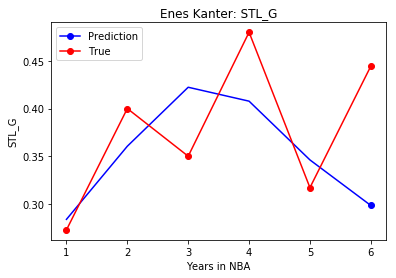 Enes Kanter: STL_G
Prediction
True
STL_G
0.45
0.40
0.35
0.30
1 2 3 4 5 6
Years in NBA